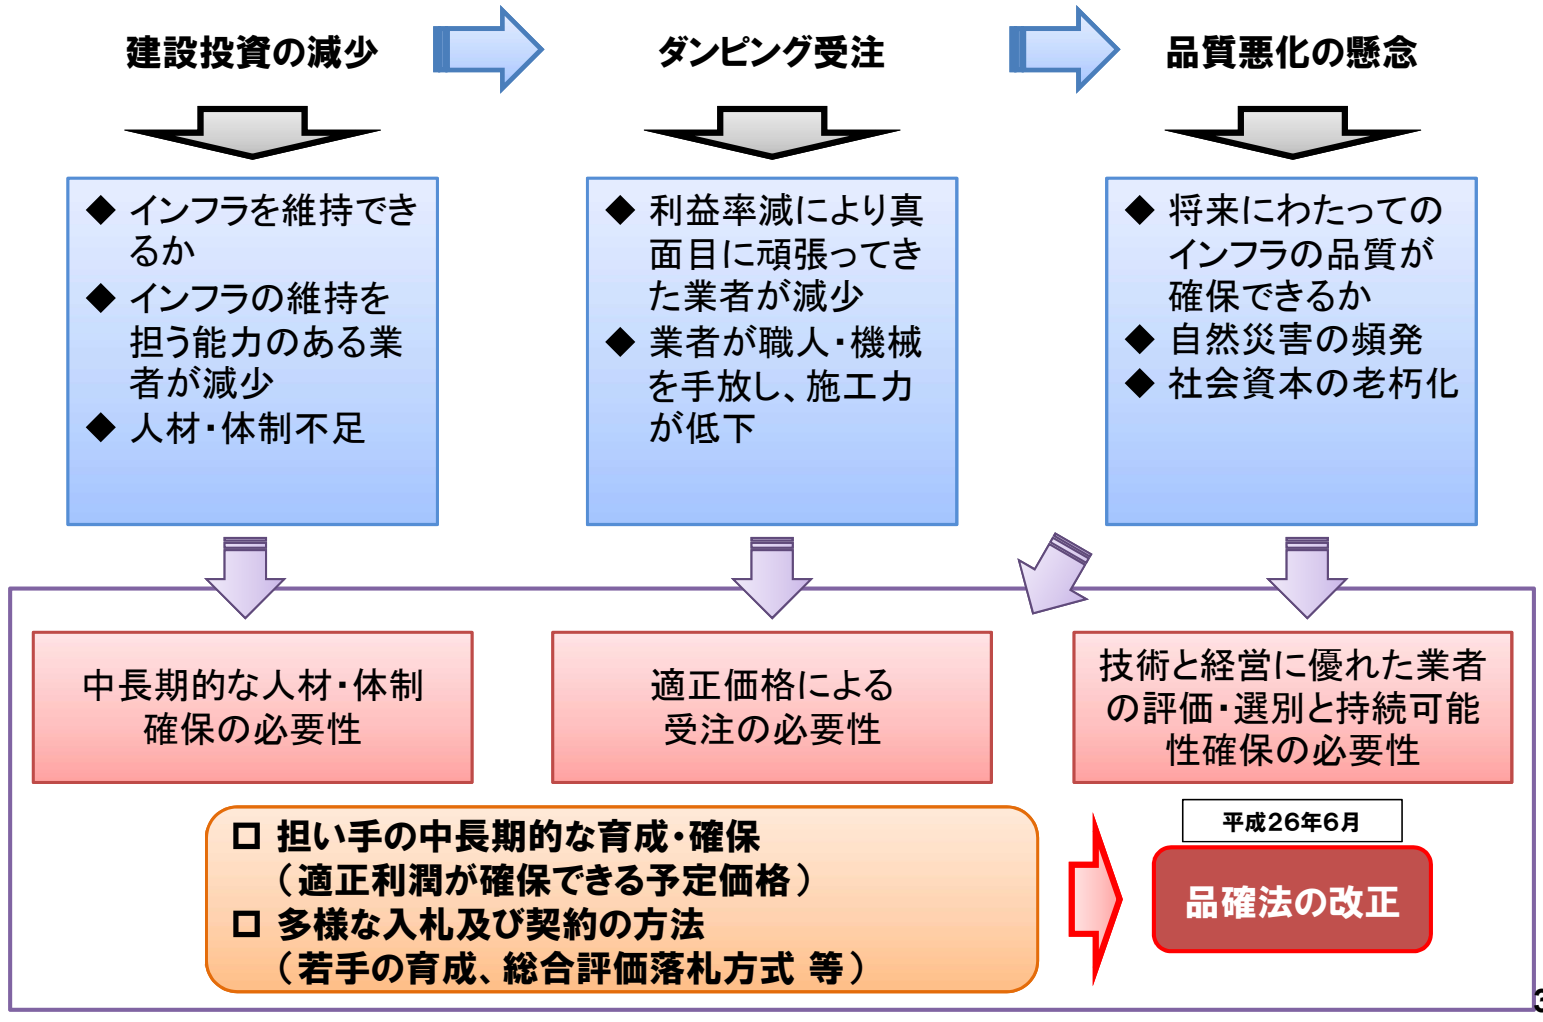 建設投資の減少
ダンピング受注
品質悪化の懸念
◆ インフラを維持でき
るか
◆ インフラの維持を
担う能力のある業
者が減少
◆ 人材・体制不足
◆ 利益率減により真
面目に頑張ってき
た業者が減少
◆ 業者が職人・機械
を手放し、施工力
が低下
◆ 将来にわたっての
インフラの品質が
確保できるか
◆ 自然災害の頻発
◆ 社会資本の老朽化
中長期的な人材・体制
確保の必要性
適正価格による
受注の必要性
技術と経営に優れた業者
の評価・選別と持続可能
性確保の必要性
□ 担い手の中長期的な育成・確保
（適正利潤が確保できる予定価格）
□ 多様な入札及び契約の方法
（若手の育成、総合評価落札方式 等）
平成26年6月
品確法の改正
3